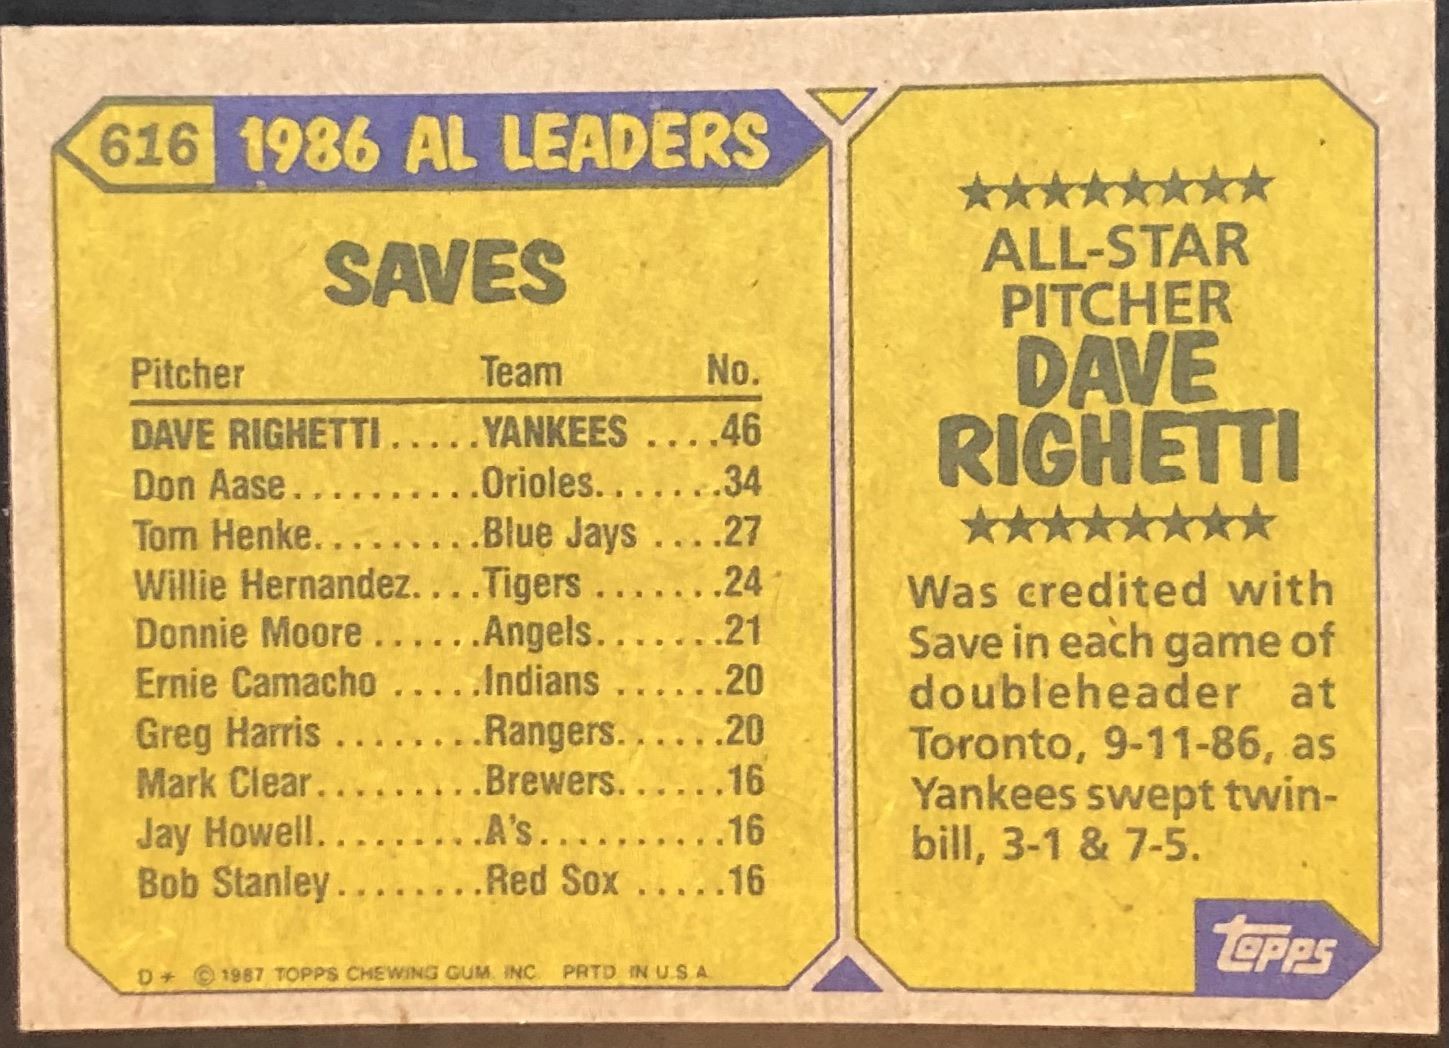 616 1986 AL LEADERS
SAVES
Pitcher Team No.
DAVE RIGHETTI.....YANKEES ....46
Don Aase..........Orioles.......34
Tom Henke.........Blue Jays ....27
Willie Hernandez....Tigers .......24
Donnie Moore ......Angels.......21
Ernie Camacho .....Indians ......20
Greg Harris ........Rangers......20
Mark Clear.........Brewers......16
Jay Howell.........A's..........16
Bob Stanley........Red Sox .....16
D * © 1987 TOPPS CHEWING GUM, INC. PRTD. IN U.S.A.
★★★★★★★★
ALL-STAR
PITCHER
DAVE
RIGHETTI
★★★★★★★★
Was credited with
Save in each game of
doubleheader at
Toronto, 9-11-86, as
Yankees swept twin-
bill, 3-1 & 7-5.
topps